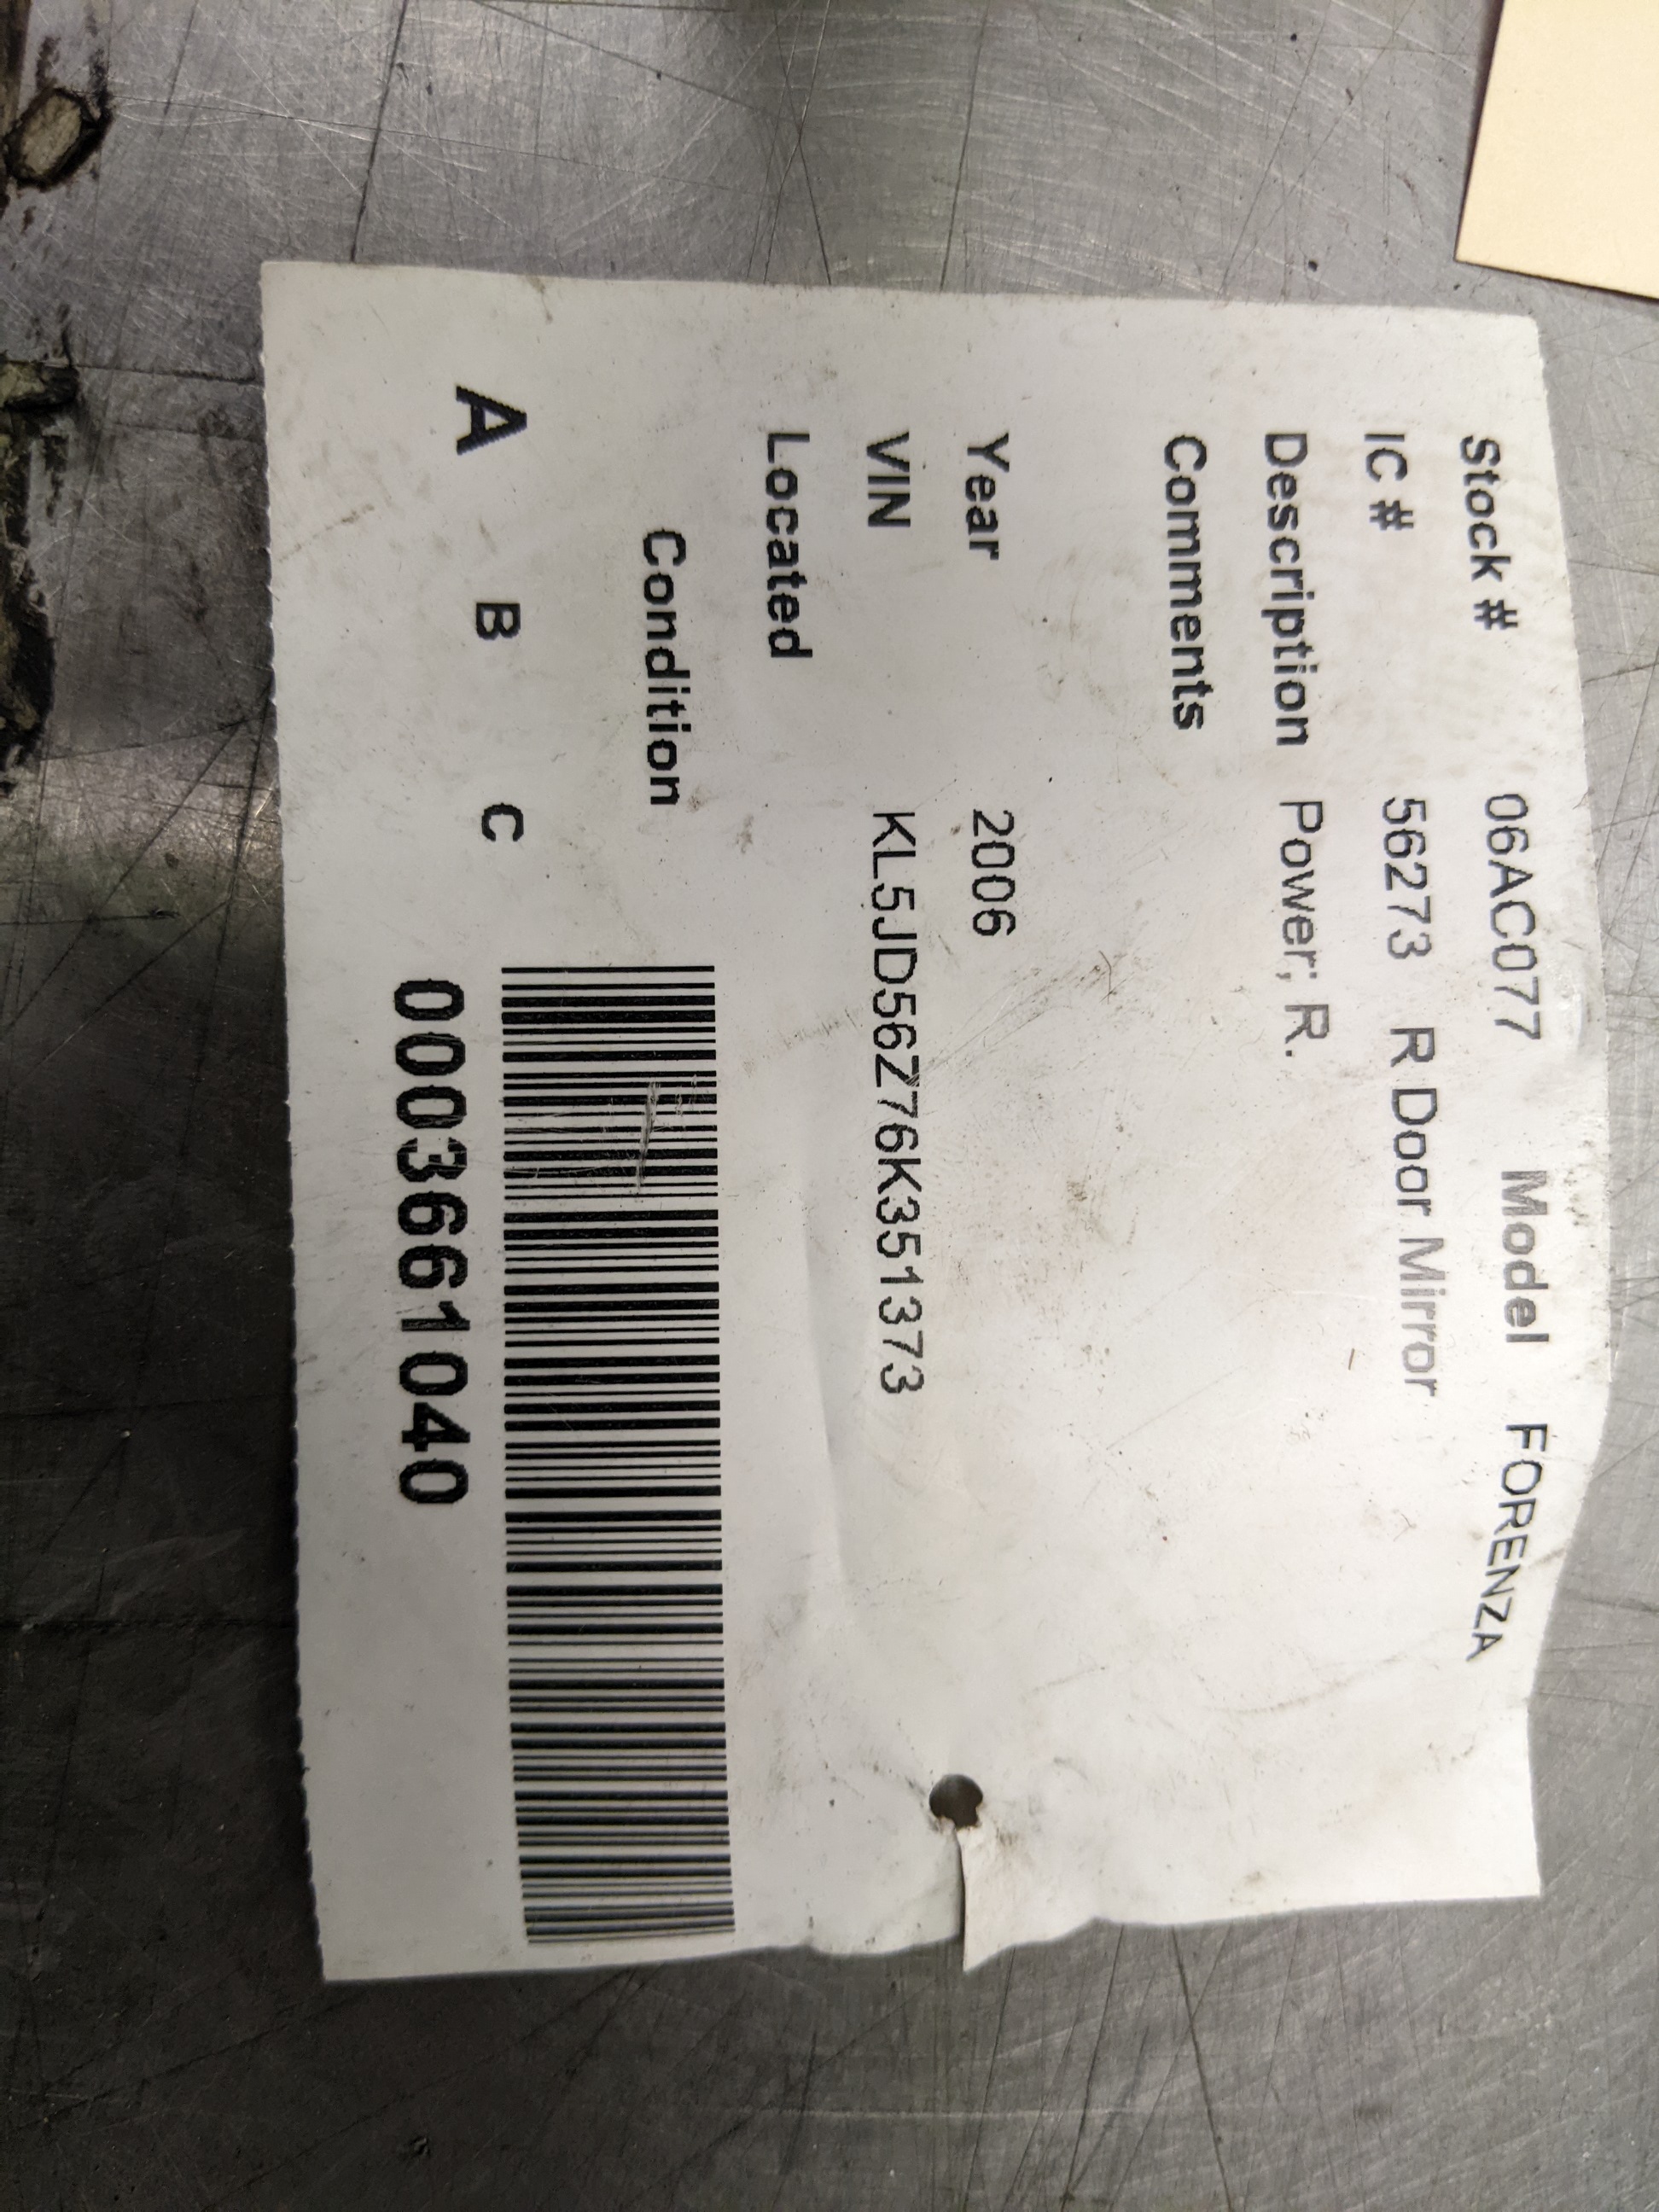 Stock # 06AC077 Model FORENZA
IC # 56273 R Door Mirror
Description Power; R.
Comments
Year 2006
VIN KL5JD56Z76K351373
Located
Condition
A B C
0003661040